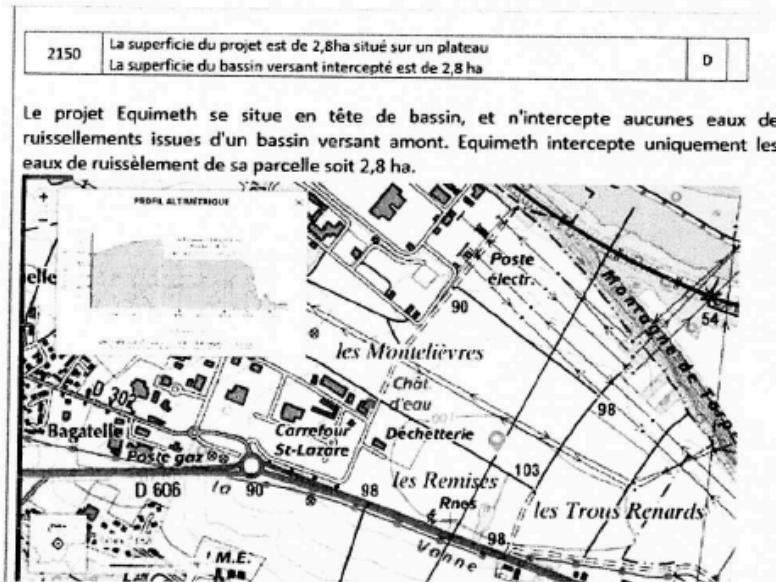 2150
La superficie du projet est de 2,8ha situé sur un plateau
La superficie du bassin versant intercepté est de 2,8 ha
D
Le projet Equimeth se situe en tête de bassin, et n'intercepte aucunes eaux de
ruissellements issues d'un bassin versant amont. Equimeth intercepte uniquement les
eaux de ruissèlement de sa parcelle soit 2,8 ha.
PROFIL ALTIMÉTRIQUE
elle
Poste
électr.
90
Montagne de
54
les Montelièvres
Chât
d'eau
98
D 302
Bagatelle
Carrefour
St-Lazare
Déchetterie
Poste gaz
103
les Remises
D 606
la
90
98
Rnes
les Trous Renards
98
Vanne
M.E.